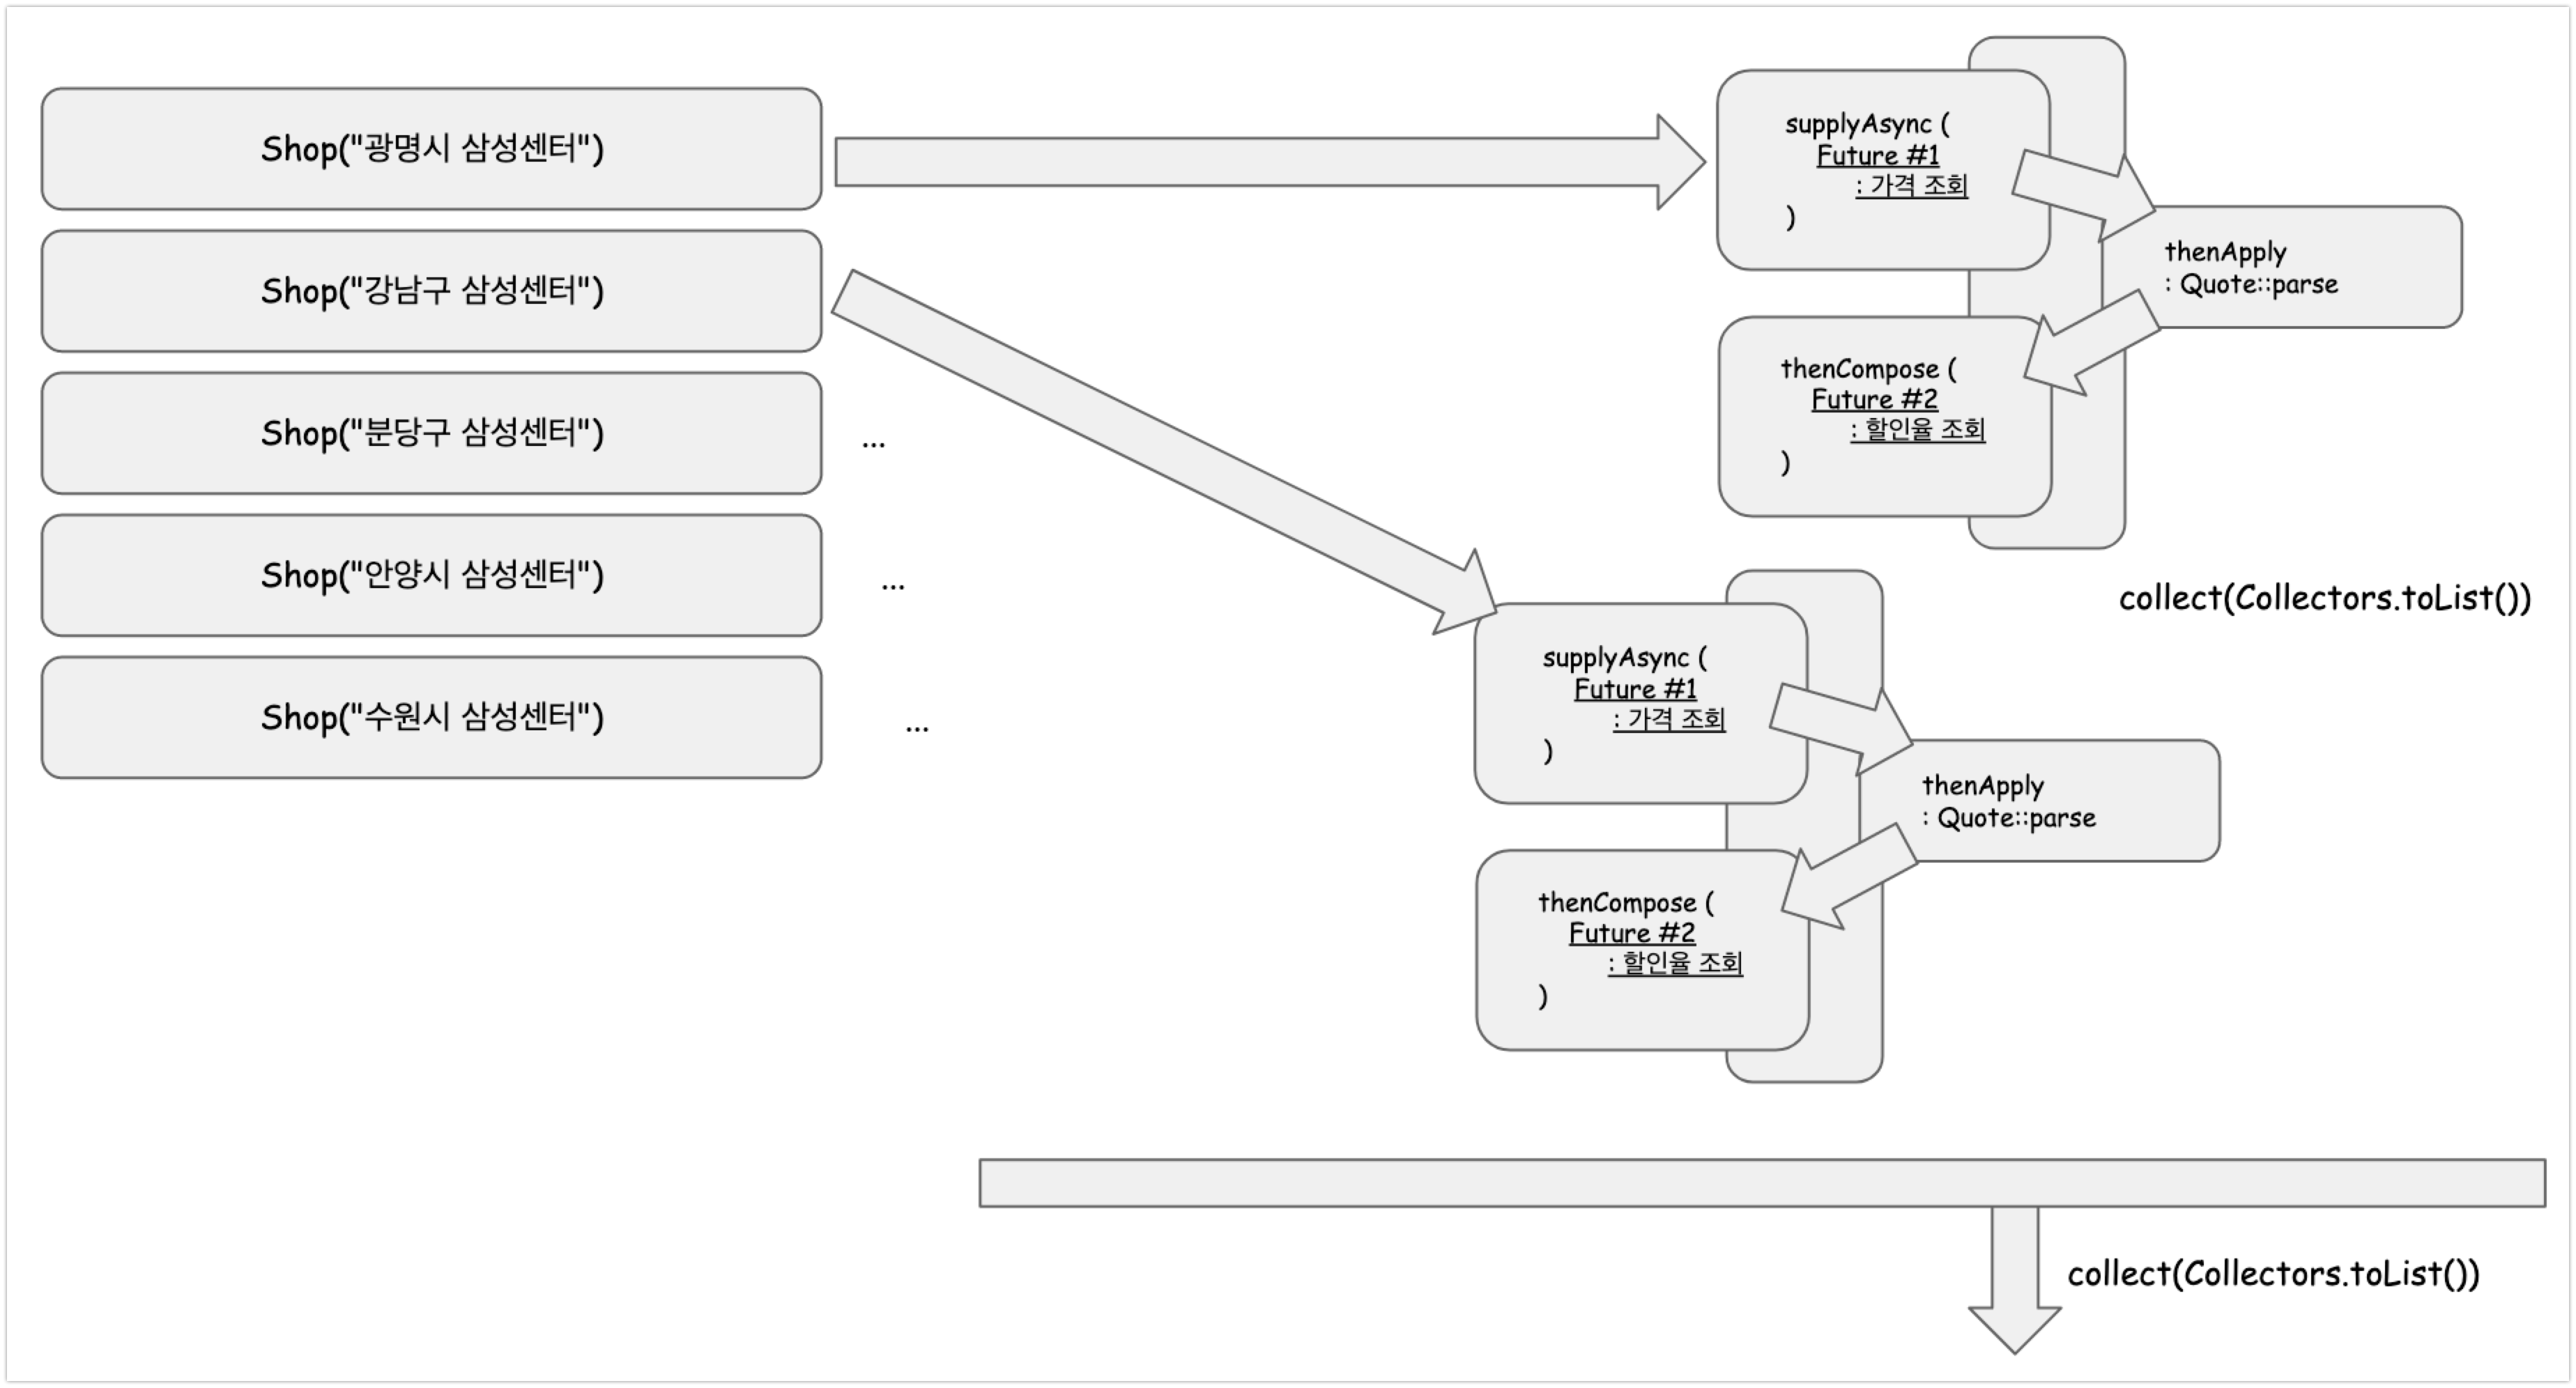 Shop("광명시 삼성센터")
Shop("강남구 삼성센터")
Shop("분당구 삼성센터")
...
Shop("안양시 삼성센터")
...
Shop("수원시 삼성센터")
...
supplyAsync (
Future #1
: 가격 조회
)
thenApply
: Quote::parse
thenCompose (
Future #2
: 할인율 조회
)
collect(Collectors.toList())
supplyAsync (
Future #1
: 가격 조회
)
thenApply
: Quote::parse
thenCompose (
Future #2
: 할인율 조회
)
collect(Collectors.toList())